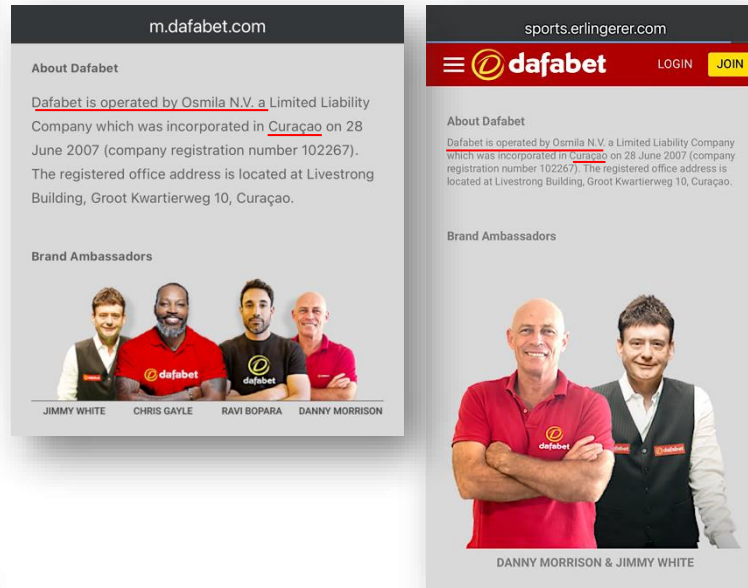 m.dafabet.com
About Dafabet
Dafabet is operated by Osmila N.V. a Limited Liability
Company which was incorporated in Curaçao on 28
June 2007 (company registration number 102267).
The registered office address is located at Livestrong
Building, Groot Kwartierweg 10, Curaçao.
Brand Ambassadors
dafabet
dafabet
JIMMY WHITE CHRIS GAYLE RAVI BOPARA DANNY MORRISON
sports.erlingerer.com
dafabet LOGIN JOIN
About Dafabet
Dafabet is operated by Osmila N.V. a Limited Liability Company
which was incorporated in Curaçao on 28 June 2007 (company
registration number 102267). The registered office address is
located at Livestrong Building, Groot Kwartierweg 10, Curaçao.
Brand Ambassadors
dafabet
dafabet
DANNY MORRISON & JIMMY WHITE